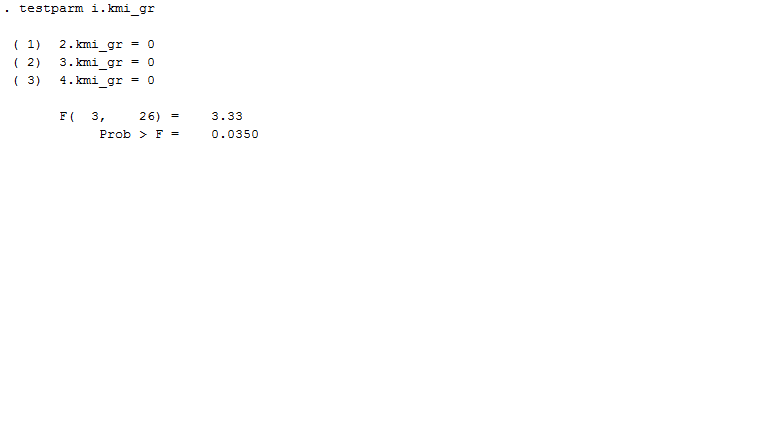 . testparm i.kmi_gr
( 1)  2.kmi_gr = 0
( 2)  3.kmi_gr = 0
( 3)  4.kmi_gr = 0
F(  3,    26) =    3.33
Prob > F =    0.0350